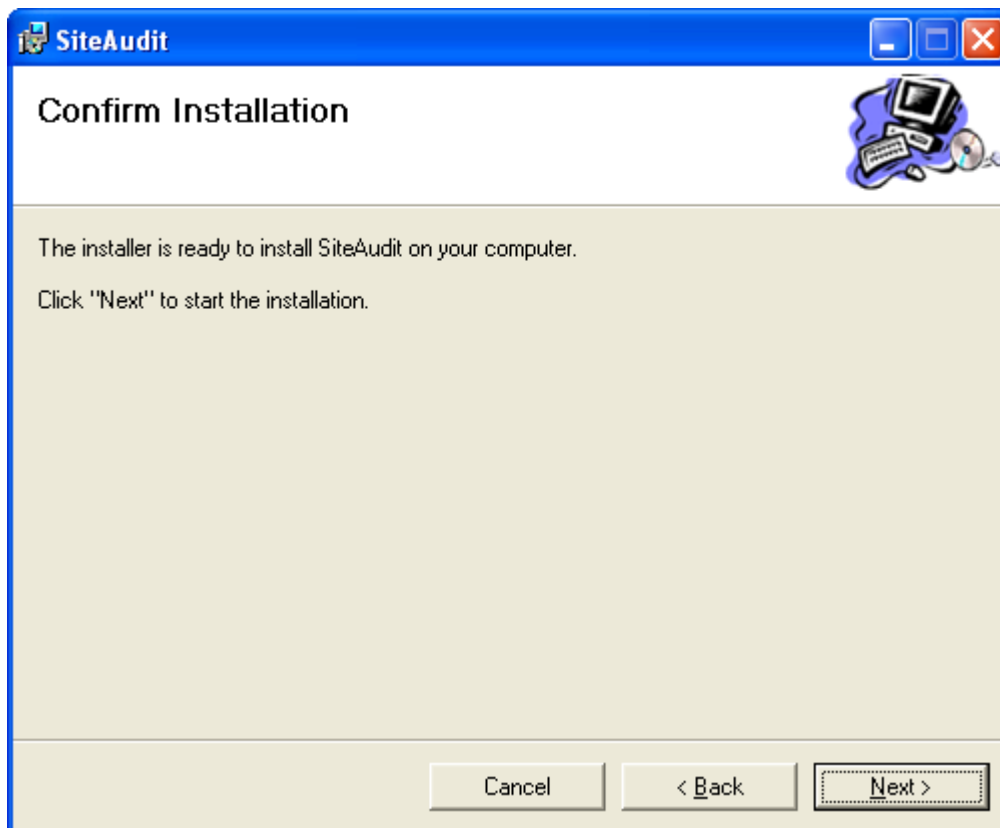 SiteAudit
Confirm Installation
The installer is ready to install SiteAudit on your computer.
Click "Next" to start the installation.
Cancel
< Back
Next >